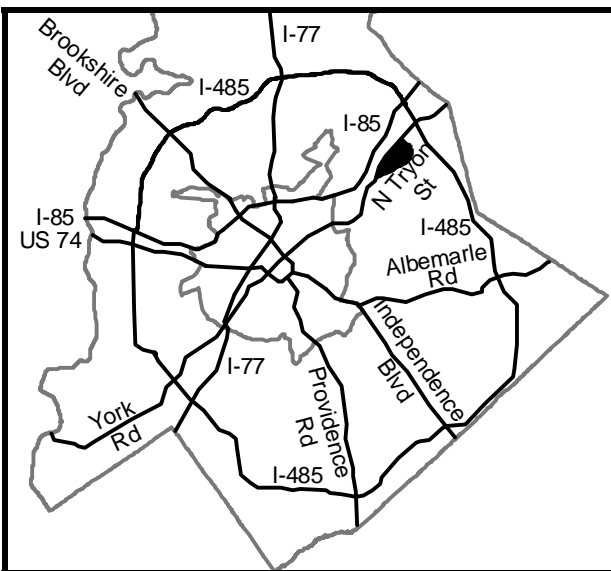 I-77
Brookshire
Blvd
I-485
I-85
N Tryon
St
I-85
US 74
I-485
Albemarle
Rd
Independence
Blvd
I-77
Providence
Rd
York
Rd
I-485